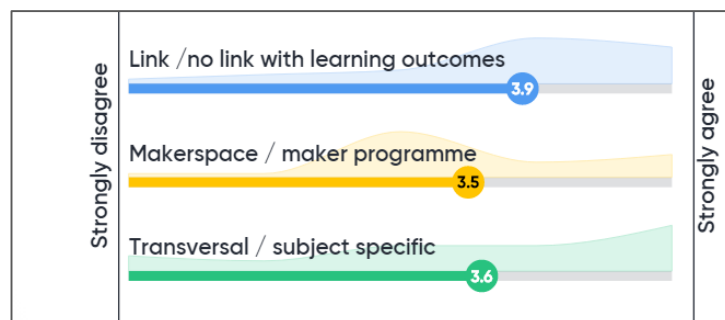 Strongly disagree
Link /no link with learning outcomes
3.9
Makerspace / maker programme
3.5
Transversal / subject specific
3.6
Strongly agree